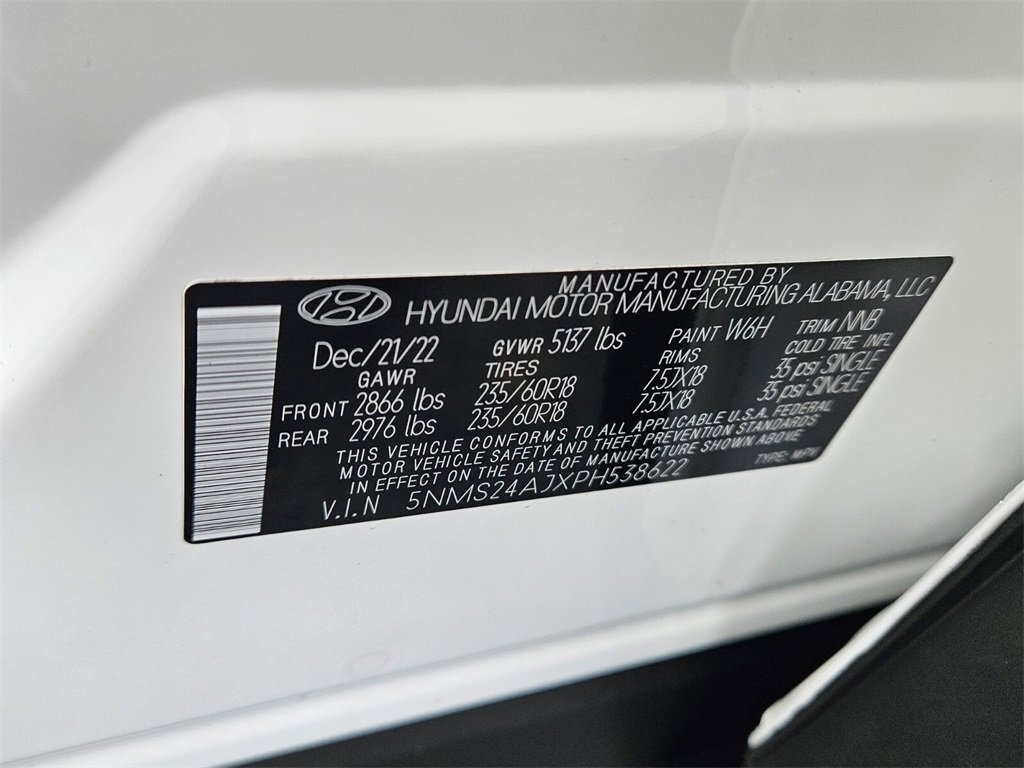 MANUFACTURED BY
HYUNDAI MOTOR MANUFACTURING ALABAMA, LLC
Dec/21/22 GVWR 5137 lbs PAINT W6H TRIM NNB
GAWR TIRES RIMS COLD TIRE INFL
FRONT 2866 lbs 235/60R18 7.5JX18 35 psi SINGLE
REAR 2976 lbs 235/60R18 7.5JX18 35 psi SINGLE
THIS VEHICLE CONFORMS TO ALL APPLICABLE U.S.A. FEDERAL
MOTOR VEHICLE SAFETY AND THEFT PREVENTION STANDARDS
IN EFFECT ON THE DATE OF MANUFACTURE SHOWN ABOVE
V.I.N 5NMS24AJXPH538622 TYPE: MPV